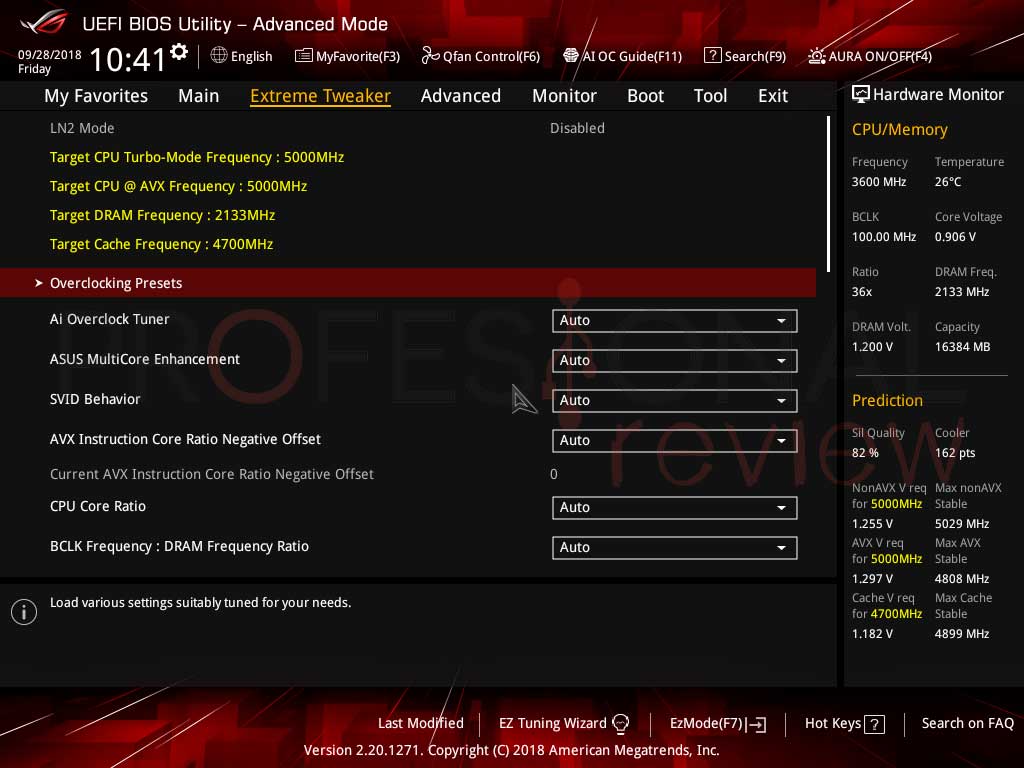 UEFI BIOS Utility – Advanced Mode
09/28/2018
Friday
10:41
English
MyFavorite(F3)
Qfan Control(F6)
AI OC Guide(F11)
Search(F9)
AURA ON/OFF(F4)
My Favorites
Main
Extreme Tweaker
Advanced
Monitor
Boot
Tool
Exit
LN2 Mode Disabled
Target CPU Turbo-Mode Frequency : 5000MHz
Target CPU @ AVX Frequency : 5000MHz
Target DRAM Frequency : 2133MHz
Target Cache Frequency : 4700MHz
Overclocking Presets
Ai Overclock Tuner Auto
ASUS MultiCore Enhancement Auto
SVID Behavior Auto
AVX Instruction Core Ratio Negative Offset Auto
Current AVX Instruction Core Ratio Negative Offset 0
CPU Core Ratio Auto
BCLK Frequency : DRAM Frequency Ratio Auto
PROFESIONAL
review
Load various settings suitably tuned for your needs.
Hardware Monitor
CPU/Memory
Frequency Temperature
3600 MHz 26°C
BCLK Core Voltage
100.00 MHz 0.906 V
Ratio DRAM Freq.
36x 2133 MHz
DRAM Volt. Capacity
1.200 V 16384 MB
Prediction
Sil Quality Cooler
82 % 162 pts
NonAVX V req Max nonAVX
for 5000MHz Stable
1.255 V 5029 MHz
AVX V req Max AVX
for 5000MHz Stable
1.297 V 4808 MHz
Cache V req Max Cache
for 4700MHz Stable
1.182 V 4899 MHz
Last Modified
EZ Tuning Wizard
EzMode(F7)
Hot Keys ?
Search on FAQ
Version 2.20.1271. Copyright (C) 2018 American Megatrends, Inc.